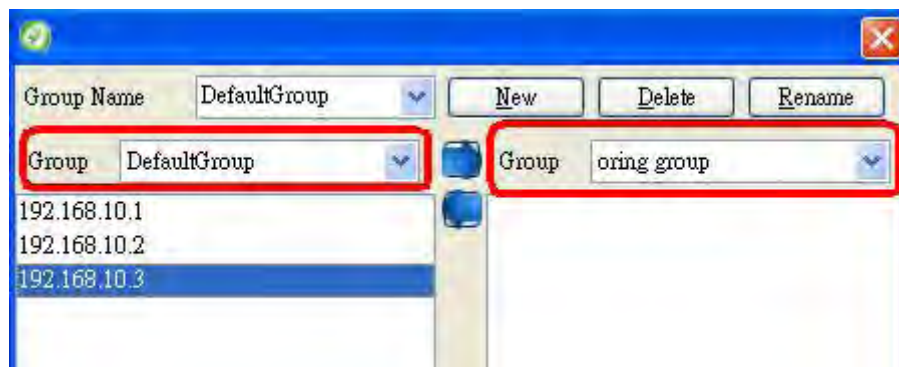 Group Name DefaultGroup New Delete Rename
Group DefaultGroup Group oring group
192.168.10.1
192.168.10.2
192.168.10.3